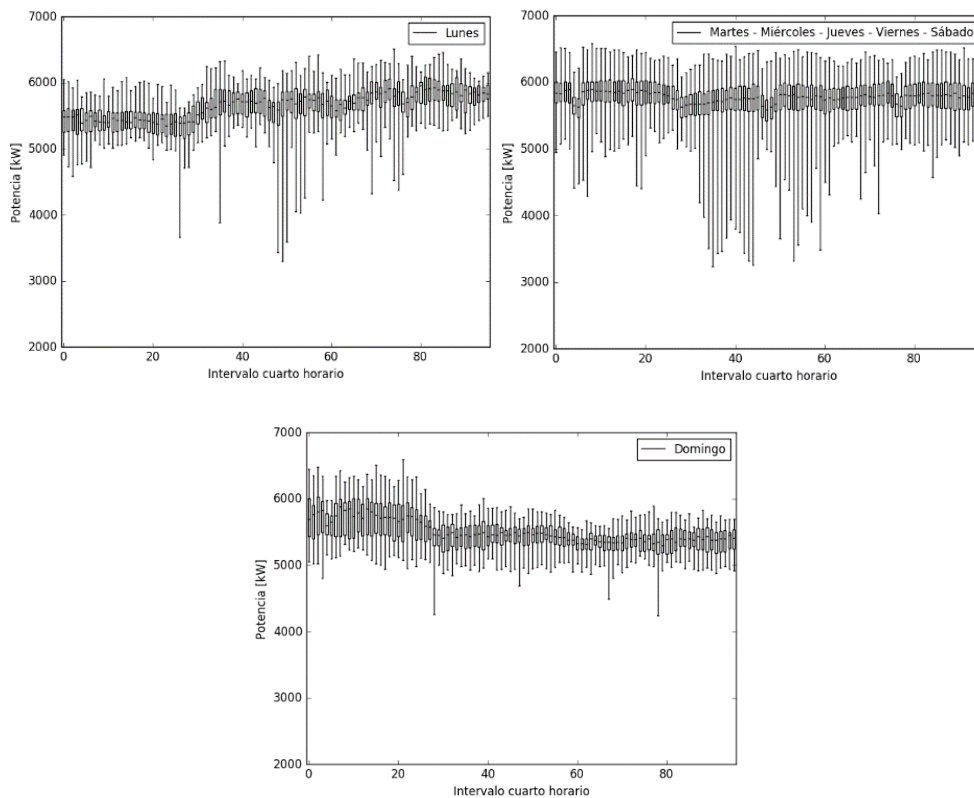 7000
6000
5000
4000
3000
2000
Potencia [kW]
Lunes
0 20 40 60 80
Intervalo cuarto horario
7000
6000
5000
4000
3000
2000
Potencia [kW]
Martes - Miércoles - Jueves - Viernes - Sábado
0 20 40 60 80
Intervalo cuarto horario
7000
6000
5000
4000
3000
2000
Potencia [kW]
Domingo
0 20 40 60 80
Intervalo cuarto horario